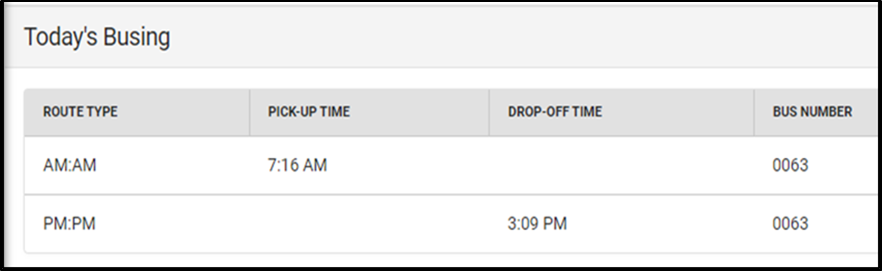 Today's Busing
ROUTE TYPE PICK-UP TIME DROP-OFF TIME BUS NUMBER
AM:AM 7:16 AM 0063
PM:PM 3:09 PM 0063